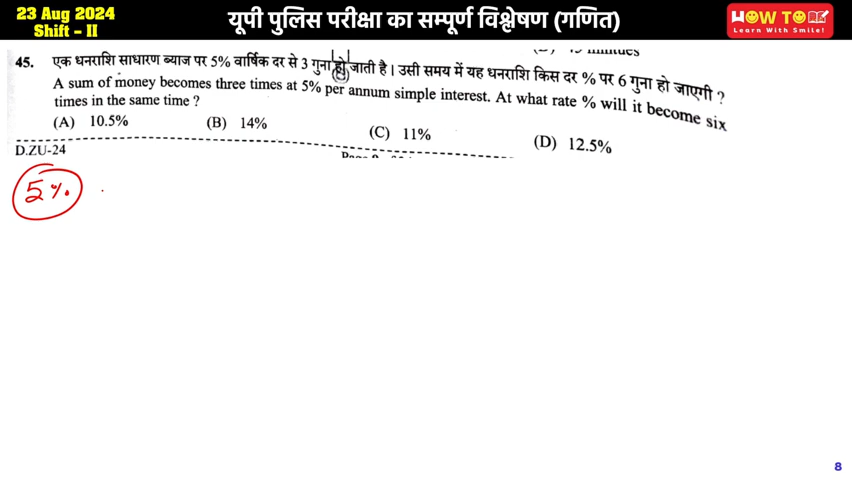 23 Aug 2024
Shift – II
यूपी पुलिस परीक्षा का सम्पूर्ण विश्लेषण (गणित)
HOW TO
Learn With Smile!
45. एक धनराशि साधारण ब्याज पर 5% वार्षिक दर से 3 गुना हो जाती है। उसी समय में यह धनराशि किस दर % पर 6 गुना हो जाएगी ?
A sum of money becomes three times at 5% per annum simple interest. At what rate % will it become six
times in the same time ?
(A) 10.5% (B) 14% (C) 11% (D) 12.5%
D.ZU-24
5%
8